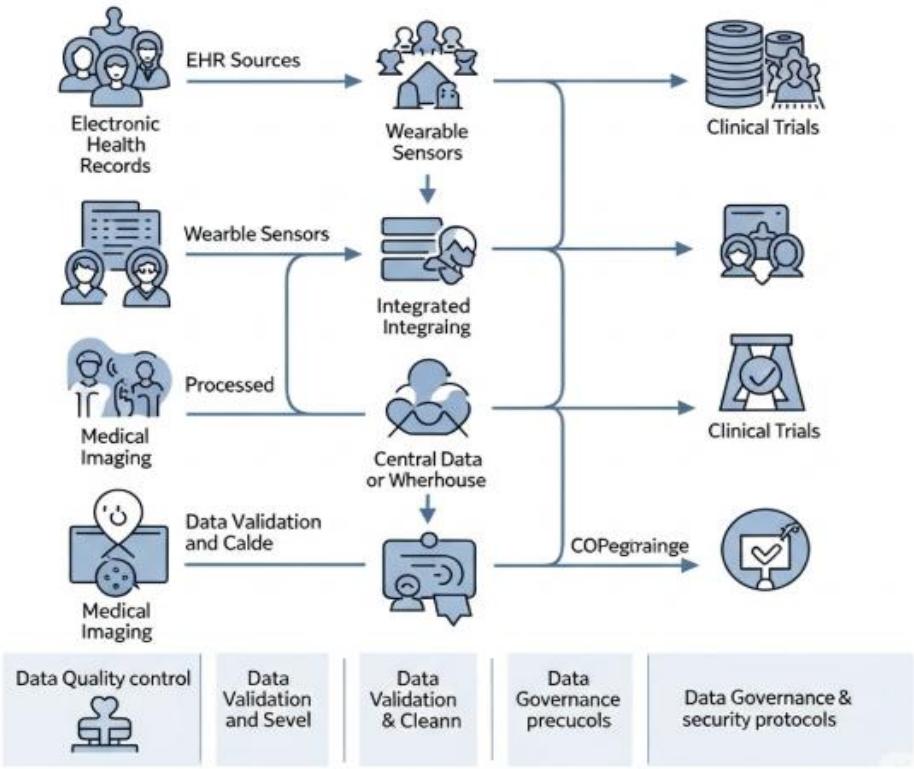 EHR Sources
Electronic
Health
Records
Wearable
Sensors
Clinical Trials
Wearble Sensors
Integrated
Integraing
Processed
Medical
Imaging
Central Data
or Wherhouse
Clinical Trials
Data Validation
and Calde
COPegrainge
Medical
Imaging
Data Quality control
Data
Validation
and Sevel
Data
Validation
& Cleann
Data
Governance
precucols
Data Governance &
security protocols